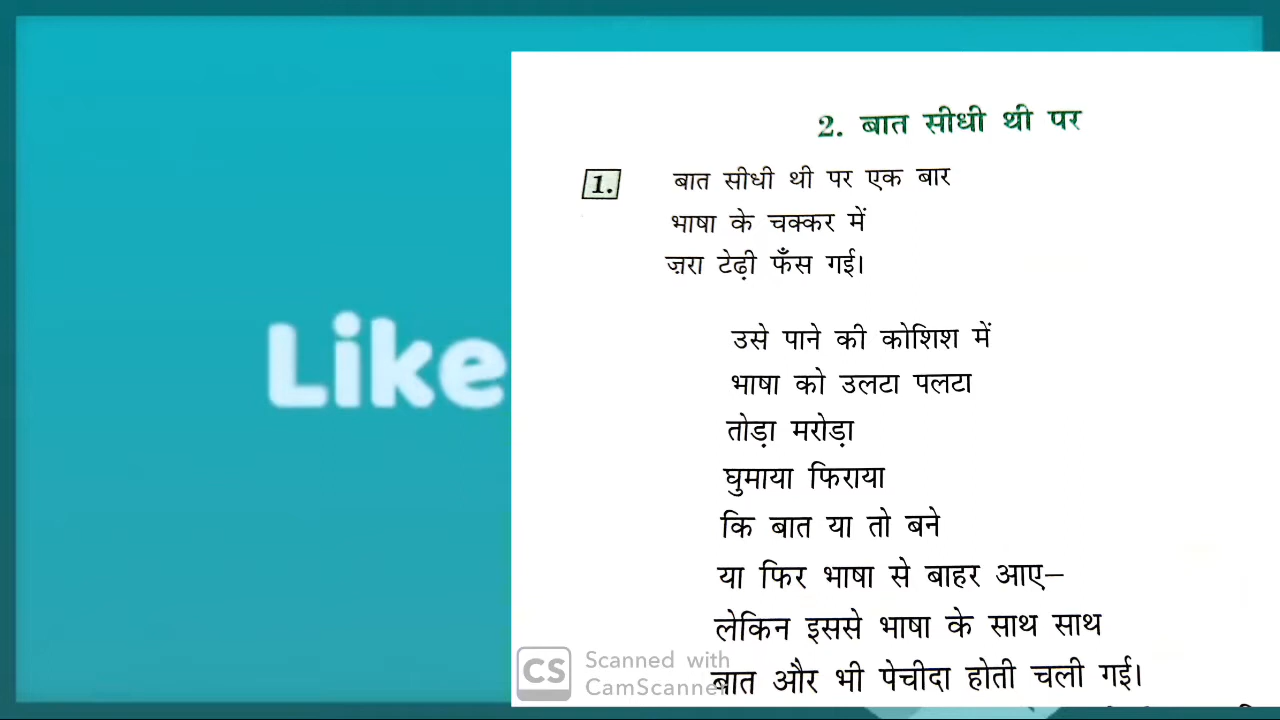 Like
2. बात सीधी थी पर
1. बात सीधी थी पर एक बार
भाषा के चक्कर में
ज़रा टेढ़ी फँस गई।
उसे पाने की कोशिश में
भाषा को उलटा पलटा
तोड़ा मरोड़ा
घुमाया फिराया
कि बात या तो बने
या फिर भाषा से बाहर आए–
लेकिन इससे भाषा के साथ साथ
बात और भी पेचीदा होती चली गई।
CS Scanned with
CamScanner